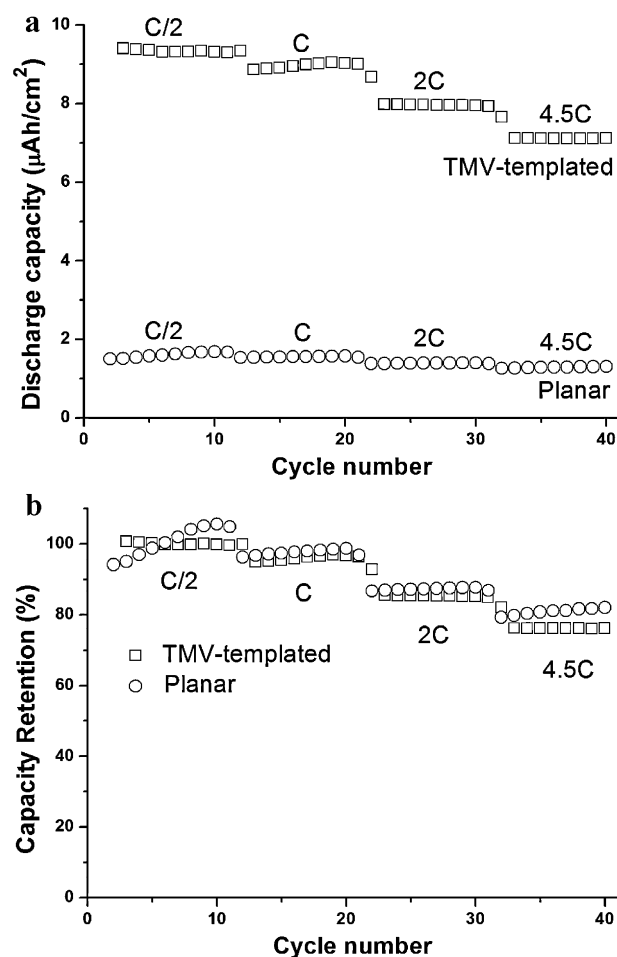 a
10
8
6
4
2
0
Discharge capacity (μAh/cm²)
C/2
C
2C
4.5C
TMV-templated
C/2
C
2C
4.5C
Planar
0
10
20
30
40
Cycle number
b
100
80
60
40
20
0
Capacity Retention (%)
C/2
C
2C
4.5C
TMV-templated
Planar
0
10
20
30
40
Cycle number